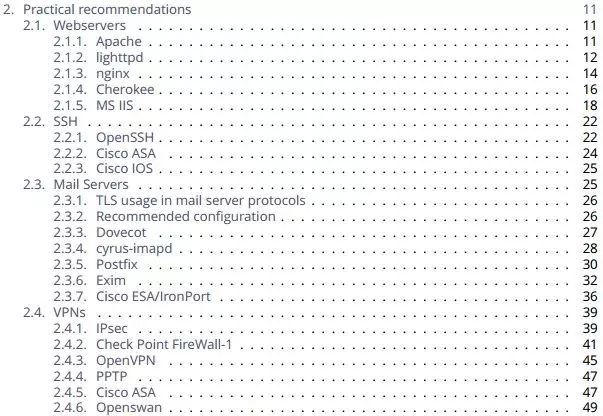 2. Practical recommendations 11
2.1. Webservers . . . . . . . . . . . . . . . . . . . . . . . . . . . . . . 11
2.1.1. Apache . . . . . . . . . . . . . . . . . . . . . . . . . . . . . . 11
2.1.2. lighttpd . . . . . . . . . . . . . . . . . . . . . . . . . . . . . . 12
2.1.3. nginx . . . . . . . . . . . . . . . . . . . . . . . . . . . . . . 14
2.1.4. Cherokee . . . . . . . . . . . . . . . . . . . . . . . . . . . . . . 16
2.1.5. MS IIS . . . . . . . . . . . . . . . . . . . . . . . . . . . . . . 18
2.2. SSH . . . . . . . . . . . . . . . . . . . . . . . . . . . . . . 22
2.2.1. OpenSSH . . . . . . . . . . . . . . . . . . . . . . . . . . . . . . 22
2.2.2. Cisco ASA . . . . . . . . . . . . . . . . . . . . . . . . . . . . . . 24
2.2.3. Cisco IOS . . . . . . . . . . . . . . . . . . . . . . . . . . . . . . 25
2.3. Mail Servers . . . . . . . . . . . . . . . . . . . . . . . . . . . . . . 25
2.3.1. TLS usage in mail server protocols . . . . . . . . . . . . . . . . . . . . 26
2.3.2. Recommended configuration . . . . . . . . . . . . . . . . . . . . . . 26
2.3.3. Dovecot . . . . . . . . . . . . . . . . . . . . . . . . . . . . . . 27
2.3.4. cyrus-imapd . . . . . . . . . . . . . . . . . . . . . . . . . . . . 28
2.3.5. Postfix . . . . . . . . . . . . . . . . . . . . . . . . . . . . . . 30
2.3.6. Exim . . . . . . . . . . . . . . . . . . . . . . . . . . . . . . 32
2.3.7. Cisco ESA/IronPort . . . . . . . . . . . . . . . . . . . . . . . . . . 36
2.4. VPNs . . . . . . . . . . . . . . . . . . . . . . . . . . . . . . 39
2.4.1. IPsec . . . . . . . . . . . . . . . . . . . . . . . . . . . . . . 39
2.4.2. Check Point FireWall-1 . . . . . . . . . . . . . . . . . . . . . . . . 41
2.4.3. OpenVPN . . . . . . . . . . . . . . . . . . . . . . . . . . . . . . 45
2.4.4. PPTP . . . . . . . . . . . . . . . . . . . . . . . . . . . . . . 47
2.4.5. Cisco ASA . . . . . . . . . . . . . . . . . . . . . . . . . . . . . . 47
2.4.6. Openswan . . . . . . . . . . . . . . . . . . . . . . . . . . . . . . 49